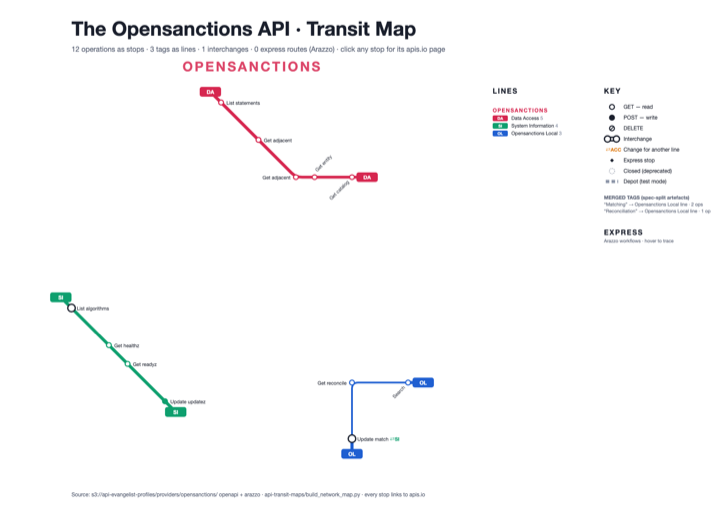 The Opensanctions API · Transit Map
12 operations as stops · 3 tags as lines · 1 interchanges · 0 express routes (Arazzo) · click any stop for its apis.io page
OPENSANCTIONS
DA
List statements
Get adjacent
Get adjacent
Get entity
Get catalog
DA
LINES
OPENSANCTIONS
DA Data Access 5
SI System Information 4
OL Opensanctions Local 3
KEY
GET — read
POST — write
DELETE
Interchange
Change for another line
Express stop
Closed (deprecated)
Depot (test mode)
MERGED TAGS (spec-split artefacts)
"Matching" → Opensanctions Local line · 2 ops
"Reconciliation" → Opensanctions Local line · 1 op
EXPRESS
Arazzo workflows · hover to trace
SI
List algorithms
Get healthz
Get readyz
Update updatez
SI
Get reconcile
Search
OL
Update match ⇄SI
OL
Source: s3://api-evangelist-profiles/providers/opensanctions/ openapi + arazzo · api-transit-maps/build_network_map.py · every stop links to apis.io